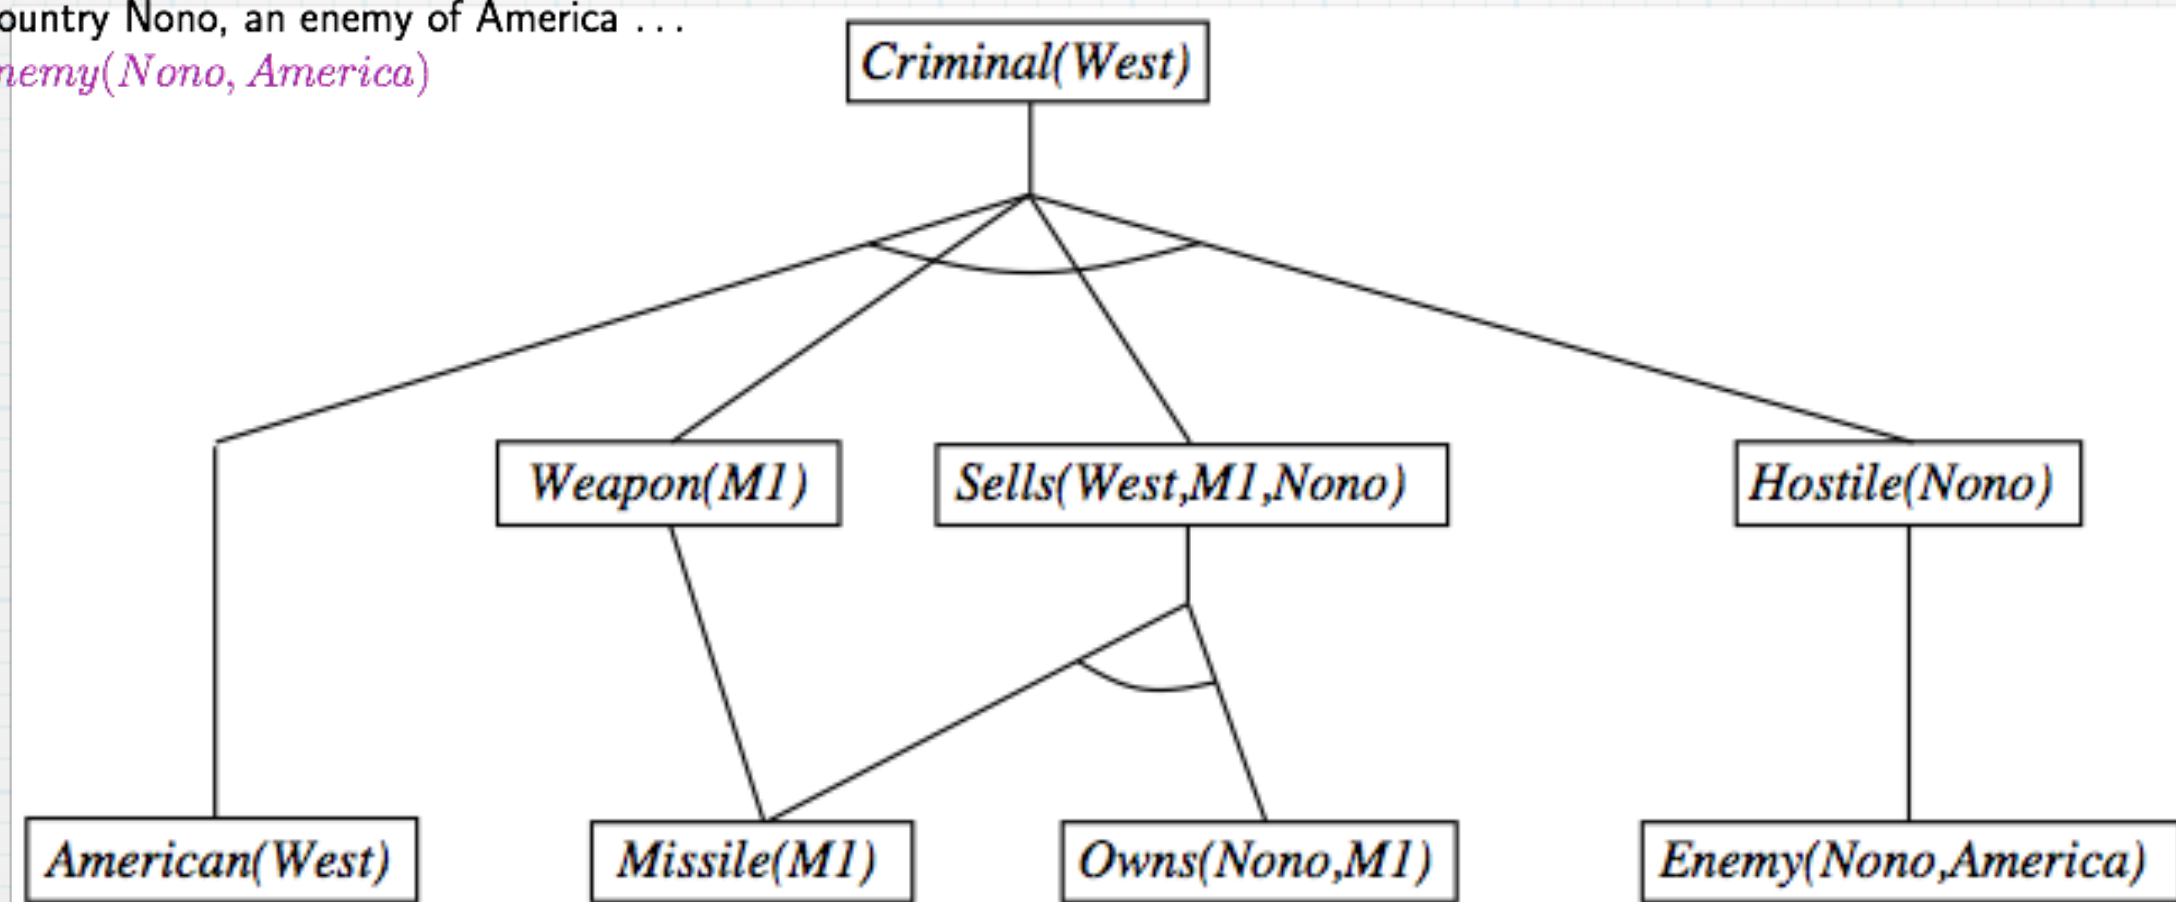 ountry Nono, an enemy of America ...
nemy(Nono, America)
Criminal(West)
Weapon(M1)
Sells(West,M1,Nono)
Hostile(Nono)
American(West)
Missile(M1)
Owns(Nono,M1)
Enemy(Nono,America)